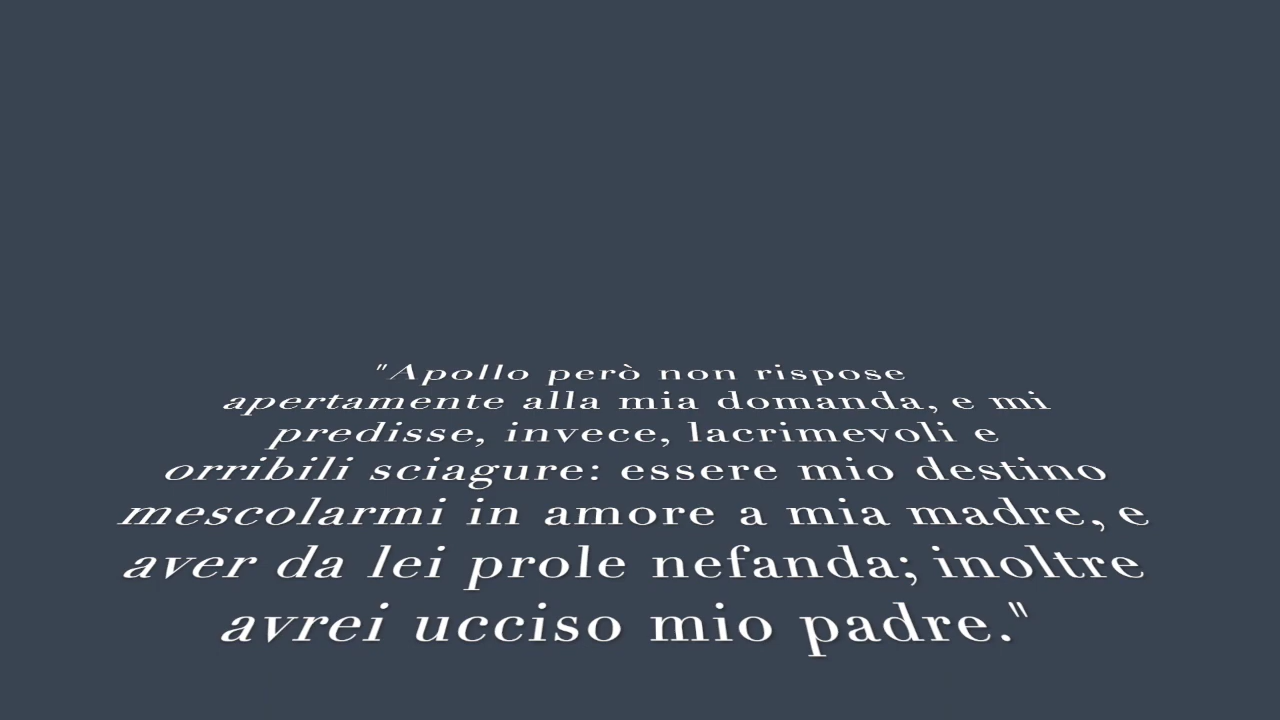 "Apollo però non rispose
apertamente alla mia domanda, e mi
predisse, invece, lacrimevoli e
orribili sciagure: essere mio destino
mescolarmi in amore a mia madre, e
aver da lei prole nefanda; inoltre
avrei ucciso mio padre."